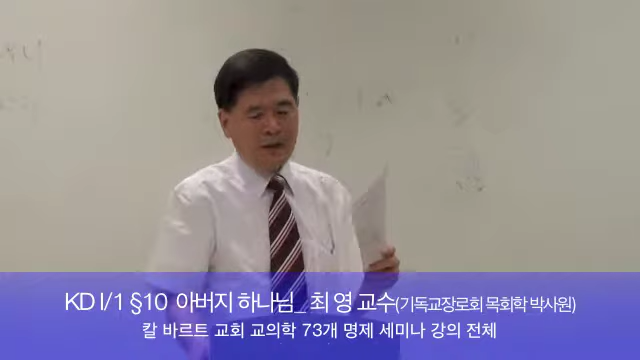 KD I/1 §10 아버지 하나님_ 최 영 교수(기독교장로회 목회학 박사원)
칼 바르트 교회 교의학 73개 명제 세미나 강의 전체